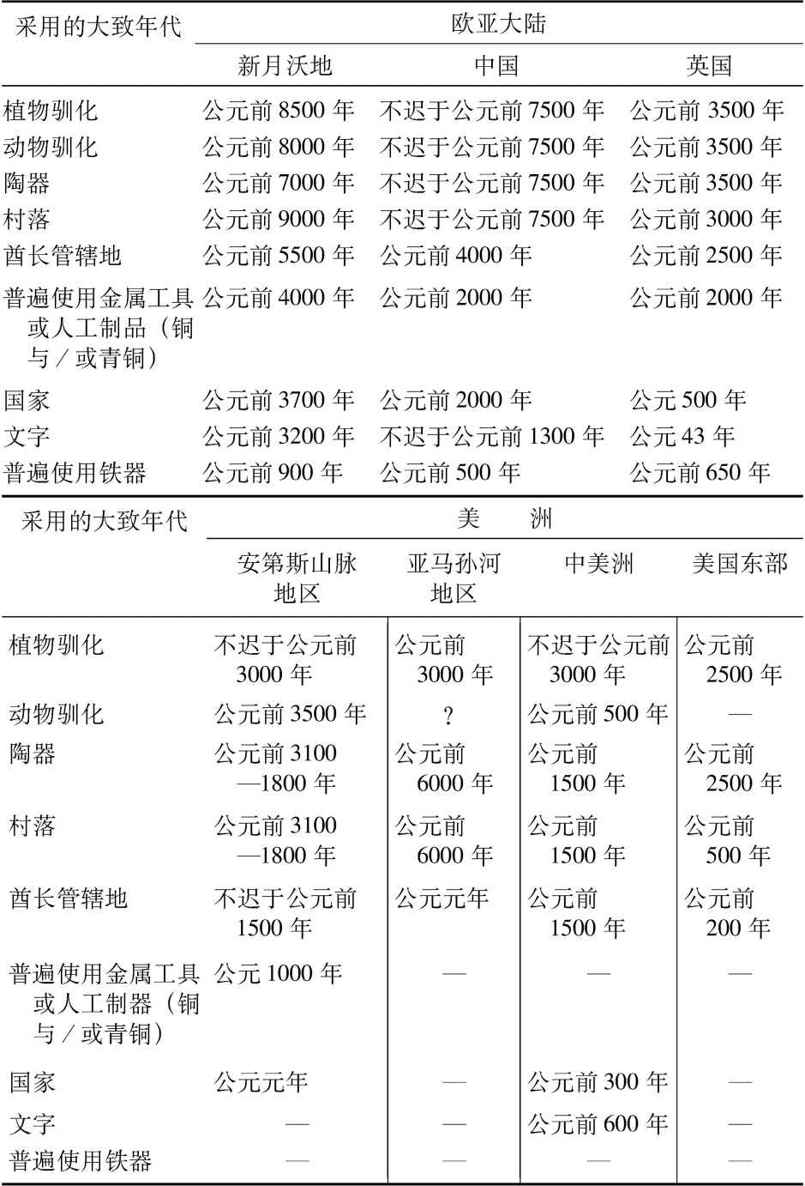 采用的大致年代 欧亚大陆
新月沃地 中国 英国
植物驯化 公元前 8500 年 不迟于公元前 7500 年 公元前 3500 年
动物驯化 公元前 8000 年 不迟于公元前 7500 年 公元前 3500 年
陶器 公元前 7000 年 不迟于公元前 7500 年 公元前 3500 年
村落 公元前 9000 年 不迟于公元前 7500 年 公元前 3000 年
酋长管辖地 公元前 5500 年 公元前 4000 年 公元前 2500 年
普遍使用金属工具 公元前 4000 年 公元前 2000 年 公元前 2000 年
或人工制品（铜
与／或青铜）
国家 公元前 3700 年 公元前 2000 年 公元 500 年
文字 公元前 3200 年 不迟于公元前 1300 年 公元 43 年
普遍使用铁器 公元前 900 年 公元前 500 年 公元前 650 年
采用的大致年代 美 洲
安第斯山脉 亚马孙河 中美洲 美国东部
地区 地区
植物驯化 不迟于公元前 公元前 不迟于公元前 公元前
3000 年 3000 年 3000 年 2500 年
动物驯化 公元前 3500 年 ？ 公元前 500 年 —
陶器 公元前 3100 公元前 公元前 公元前
—1800 年 6000 年 1500 年 2500 年
村落 公元前 3100 公元前 公元前 公元前
—1800 年 6000 年 1500 年 500 年
酋长管辖地 不迟于公元前 公元元年 公元前 公元前
1500 年 1500 年 200 年
普遍使用金属工具 公元 1000 年 — — —
或人工制器（铜
与／或青铜）
国家 公元元年 — 公元前 300 年 —
文字 — — 公元前 600 年 —
普遍使用铁器 — — — —